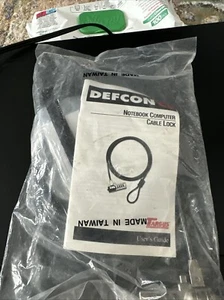 MADE IN TAIWAN
DEFCON
NOTEBOOK COMPUTER
CABLE LOCK
MADE IN TAIWAN
User's Guide